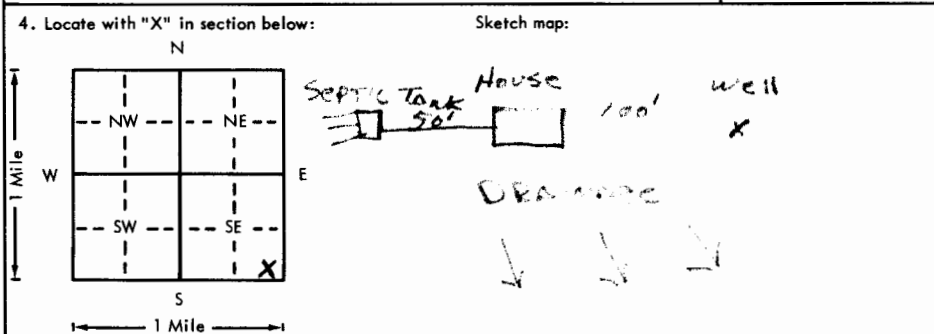 4. Locate with "X" in section below:
Sketch map:
N
NW
NE
W
E
1 Mile
SW
SE
X
S
1 Mile
Septic Tank
50'
House
100'
well
X
DRAINAGE